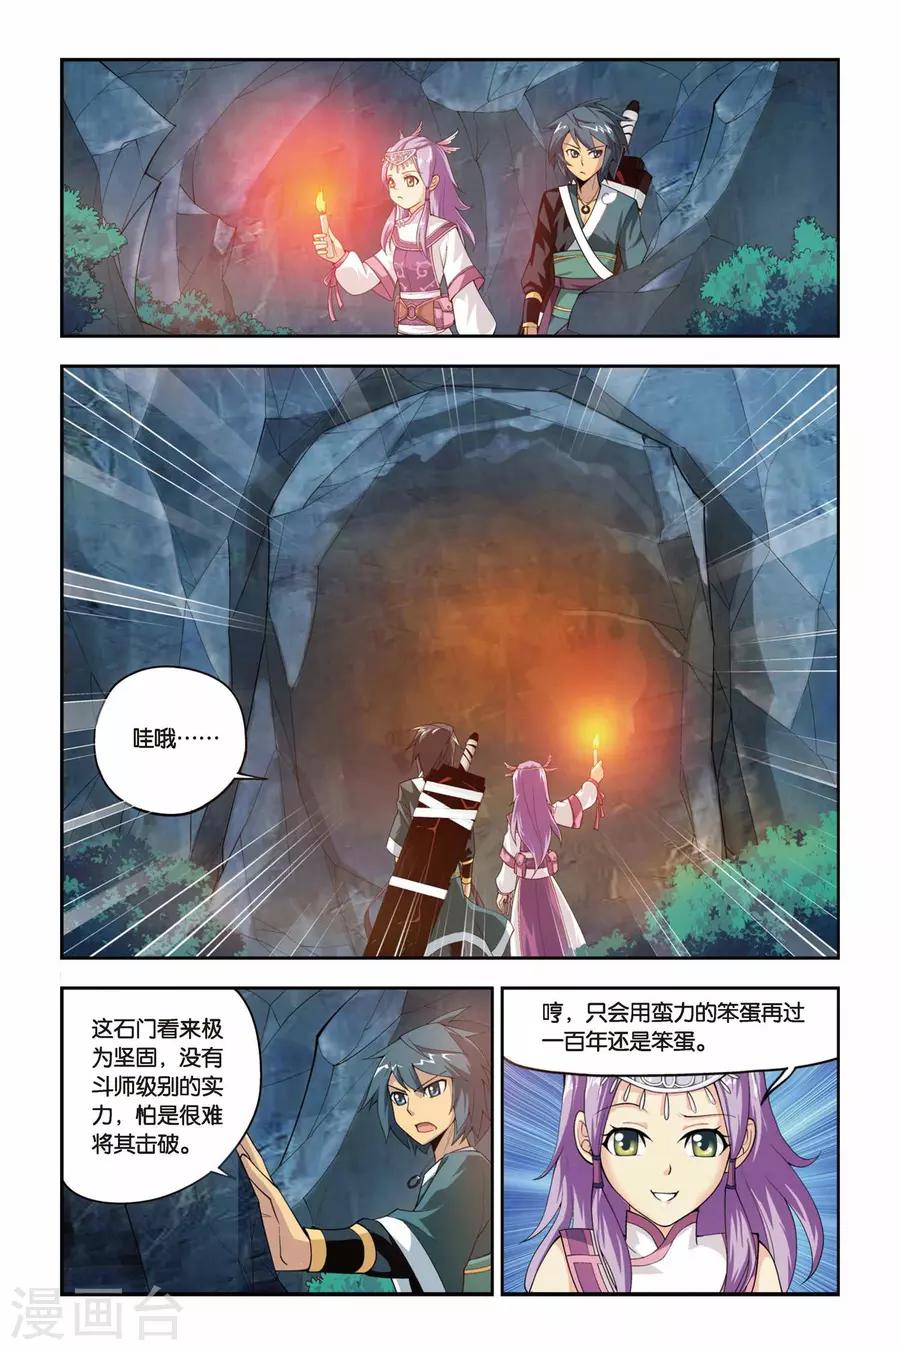 哇哦……
这石门看来极
为坚固，没有
斗师级别的实
力，怕是很难
将其击破。
哼，只会用蛮力的笨蛋再过
一百年还是笨蛋。
漫画台